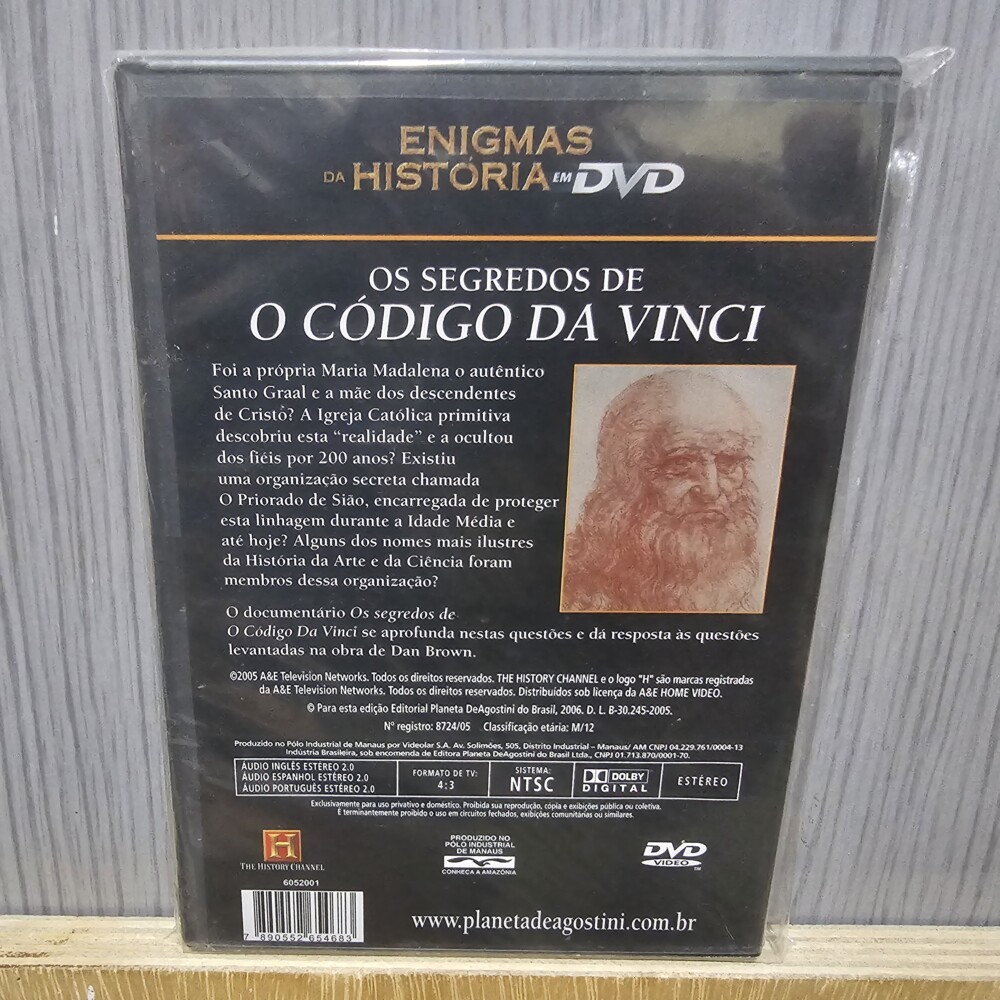 ENIGMAS
DA HISTÓRIA EM DVD
OS SEGREDOS DE
O CÓDIGO DA VINCI
Foi a própria Maria Madalena o autêntico
Santo Graal e a mãe dos descendentes
de Cristo? A Igreja Católica primitiva
descobriu esta “realidade” e a ocultou
dos fiéis por 200 anos? Existiu
uma organização secreta chamada
O Priorado de Sião, encarregada de proteger
esta linhagem durante a Idade Média e
até hoje? Alguns dos nomes mais ilustres
da História da Arte e da Ciência foram
membros dessa organização?
O documentário Os segredos de
O Código Da Vinci se aprofunda nestas questões e dá resposta às questões
levantadas na obra de Dan Brown.
©2005 A&E Television Networks. Todos os direitos reservados. THE HISTORY CHANNEL e o logo "H" são marcas registradas
da A&E Television Networks. Todos os direitos reservados. Distribuídos sob licença da A&E HOME VIDEO.
© Para esta edição Editorial Planeta DeAgostini do Brasil, 2006. D. L. B-30.245-2005.
Nº registro: 8724/05 Classificação etária: M/12
Produzido no Pólo Industrial de Manaus por Videolar S.A. Av. Solimões, 505, Distrito Industrial – Manaus/ AM CNPJ 04.229.761/0004-13
Indústria Brasileira, sob encomenda de Editora Planeta DeAgostini do Brasil Ltda., CNPJ 01.713.870/0001-70.
ÁUDIO INGLÊS ESTÉREO 2.0
ÁUDIO ESPANHOL ESTÉREO 2.0
ÁUDIO PORTUGUÊS ESTÉREO 2.0
FORMATO DE TV:
4:3
SISTEMA:
NTSC
DOLBY
DIGITAL
ESTÉREO
Exclusivamente para uso privativo e doméstico. Proibida sua reprodução, cópia e exibições pública ou coletiva.
É terminantemente proibido o uso em circuitos fechados, exibições comunitárias ou similares.
H
THE HISTORY CHANNEL
6052001
PRODUZIDO NO
PÓLO INDUSTRIAL
DE MANAUS
CONHEÇA A AMAZÔNIA
DVD
VIDEO
TM
7 890552 654683
www.planetadeagostini.com.br